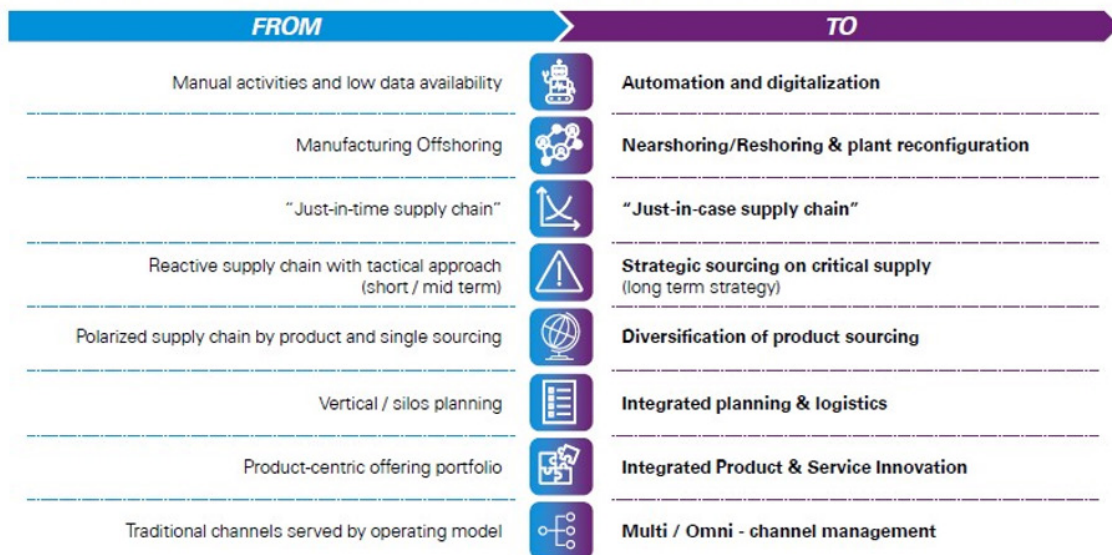 FROM
TO
Manual activities and low data availability
Automation and digitalization
Manufacturing Offshoring
Nearshoring/Reshoring & plant reconfiguration
“Just-in-time supply chain”
“Just-in-case supply chain”
Reactive supply chain with tactical approach
(short / mid term)
Strategic sourcing on critical supply
(long term strategy)
Polarized supply chain by product and single sourcing
Diversification of product sourcing
Vertical / silos planning
Integrated planning & logistics
Product-centric offering portfolio
Integrated Product & Service Innovation
Traditional channels served by operating model
Multi / Omni - channel management